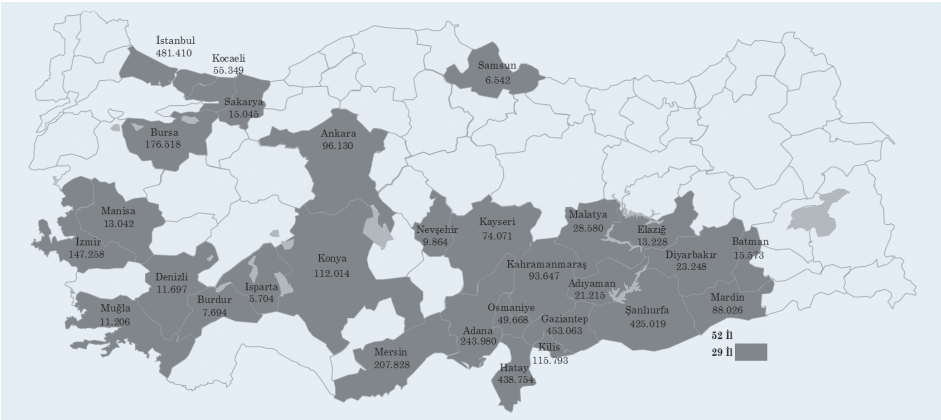 İstanbul
481.410
Kocaeli
55.349
Samsun
6.542
Sakarya
15.045
Bursa
176.518
Ankara
96.130
Manisa
13.042
İzmir
147.258
Denizli
11.697
Muğla
11.206
Burdur
7.694
Isparta
5.704
Konya
112.014
Nevşehir
9.864
Kayseri
74.071
Malatya
28.580
Elazığ
13.228
Diyarbakır
23.248
Batman
15.573
Kahramanmaraş
93.647
Adıyaman
21.215
Şanlıurfa
425.019
Mardin
88.026
Osmaniye
49.668
Gaziantep
453.063
Adana
243.980
Kilis
115.793
Mersin
207.828
Hatay
438.754
52 İl
29 İl